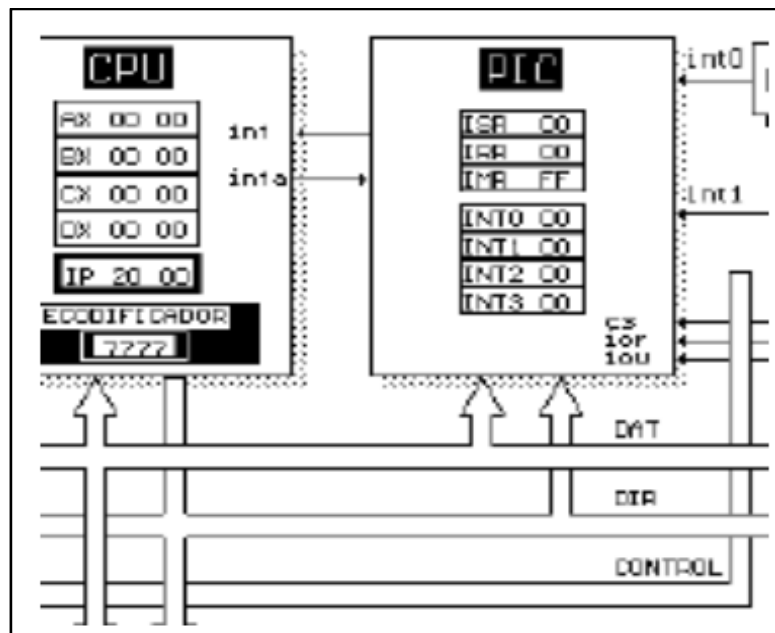 CPU
AX 00 00
BX 00 00
CX 00 00
DX 00 00
IP 20 00
ECODIFICADOR
int
inta
PIC
ISR 00
IRR 00
IMR FF
INT0 00
INT1 00
INT2 00
INT3 00
cs
ior
iow
int0
int1
DAT
DIR
CONTROL